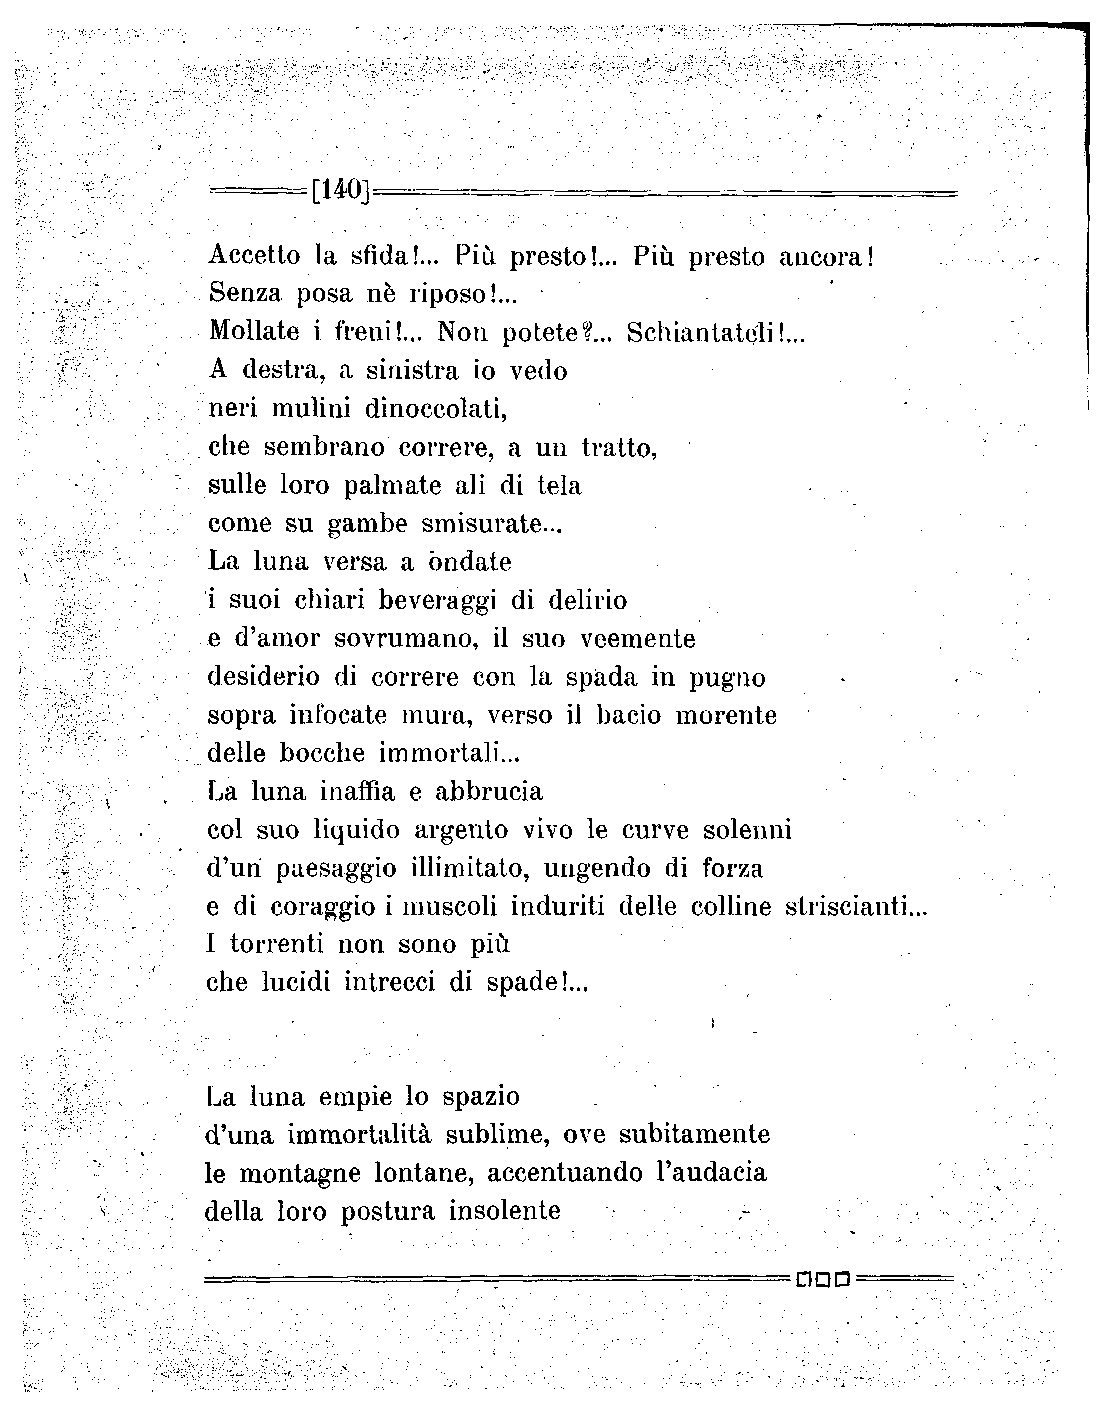 [140]
Accetto la sfida!... Più presto!... Più presto ancora!
Senza posa nè riposo!...
Mollate i freni!... Non potete?... Schiantateli!...
A destra, a sinistra io vedo
neri mulini dinoccolati,
che sembrano correre, a un tratto,
sulle loro palmate ali di tela
come su gambe smisurate...
La luna versa a ondate
i suoi chiari beveraggi di delirio
e d'amor sovrumano, il suo veemente
desiderio di correre con la spada in pugno
sopra infocate mura, verso il bacio morente
delle bocche immortali...
La luna inaffia e abbrucia
col suo liquido argento vivo le curve solenni
d'un paesaggio illimitato, ungendo di forza
e di coraggio i muscoli induriti delle colline striscianti...
I torrenti non sono più
che lucidi intrecci di spade!...
La luna empie lo spazio
d'una immortalità sublime, ove subitamente
le montagne lontane, accentuando l'audacia
della loro postura insolente